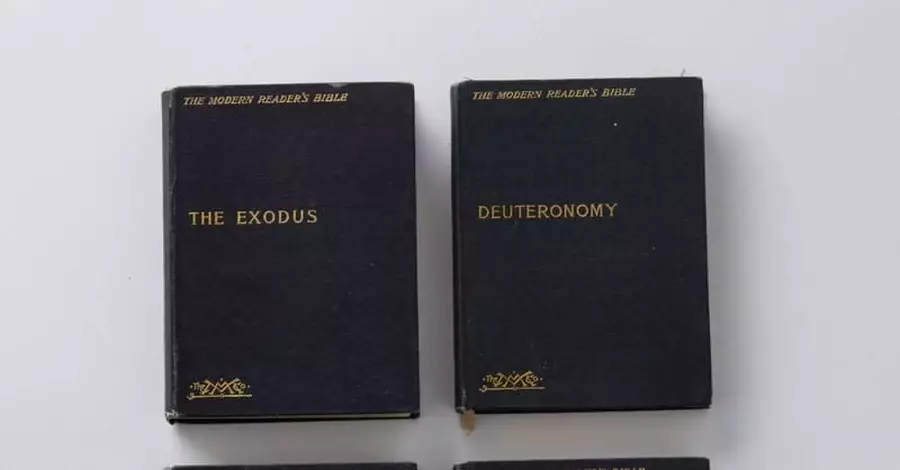 THE MODERN READER'S BIBLE
THE EXODUS
THE MODERN READER'S BIBLE
DEUTERONOMY